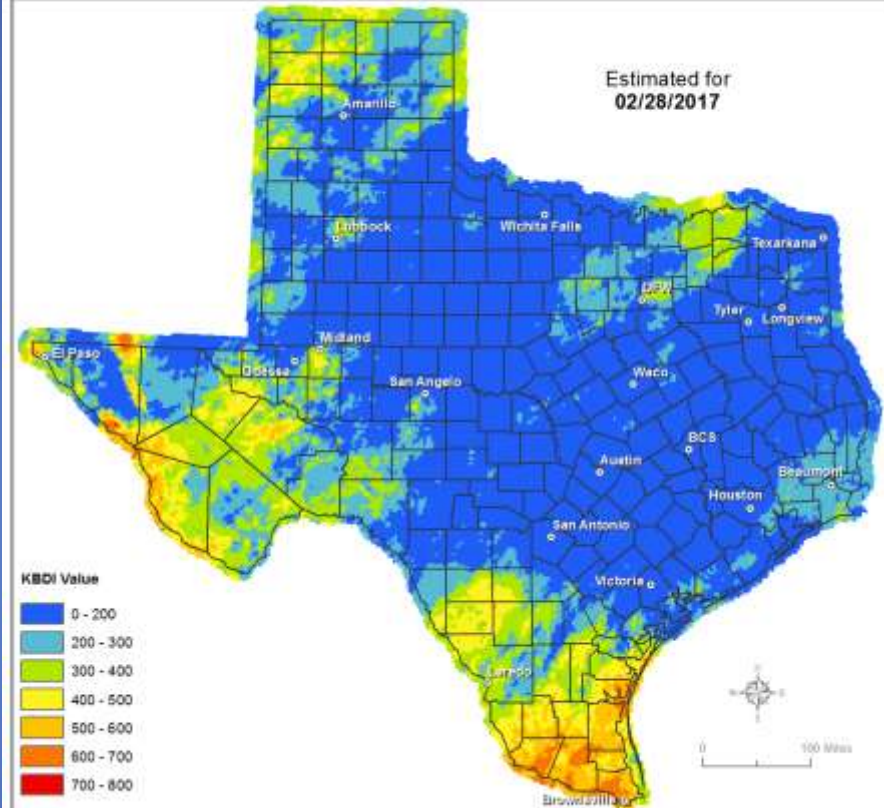 Estimated for
02/28/2017
Amarillo
Lubbock
Wichita Falls
Texarkana
DFW
Tyler
Longview
El Paso
Midland
Odessa
San Angelo
Waco
BCS
Austin
Beaumont
Houston
San Antonio
Victoria
Laredo
Brownsville
KBDI Value
0 - 200
200 - 300
300 - 400
400 - 500
500 - 600
600 - 700
700 - 800
0 100 Miles